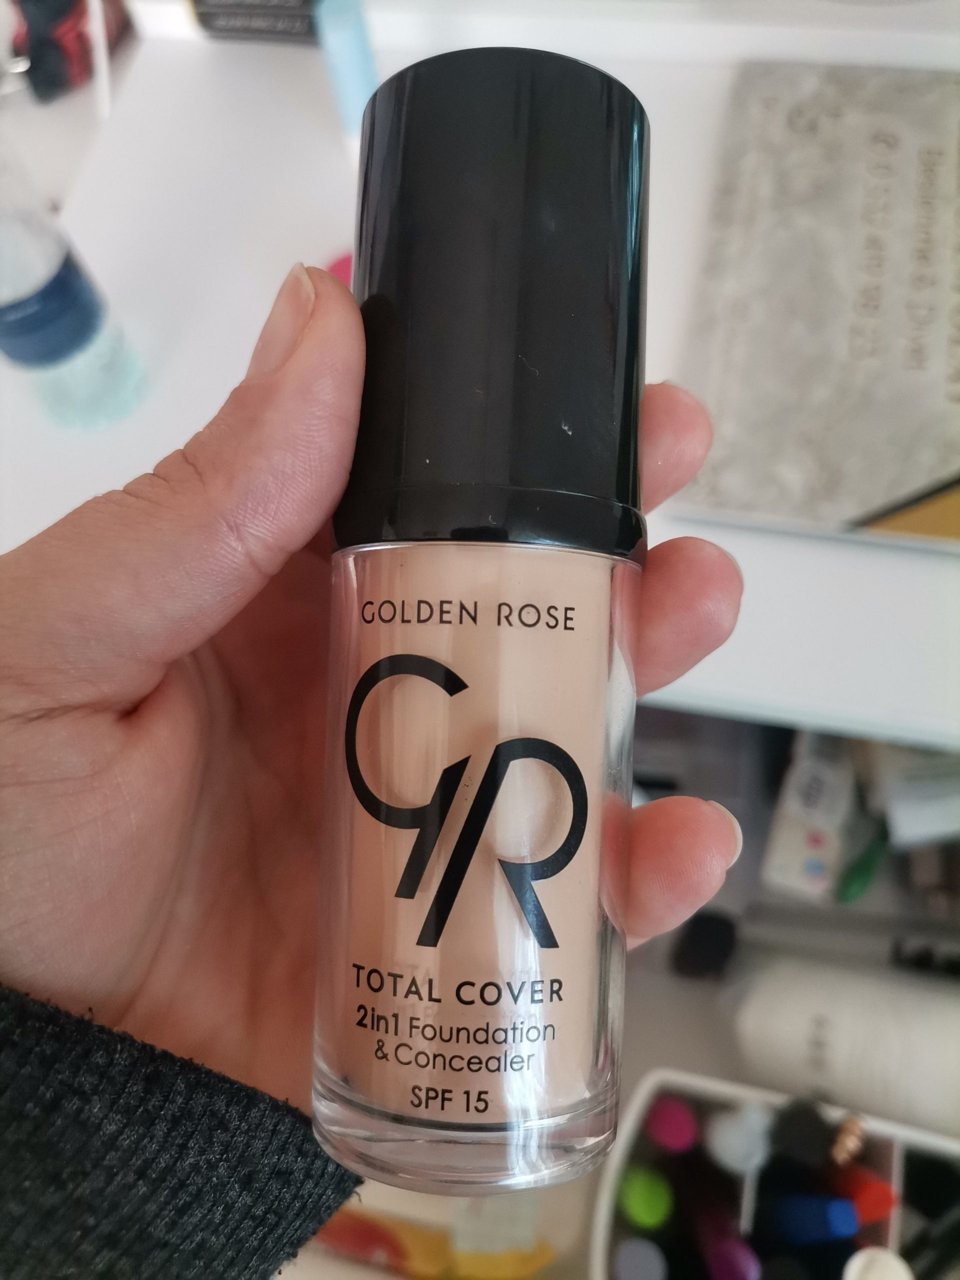 GOLDEN ROSE
GR
TOTAL COVER
2in1 Foundation
& Concealer
SPF 15